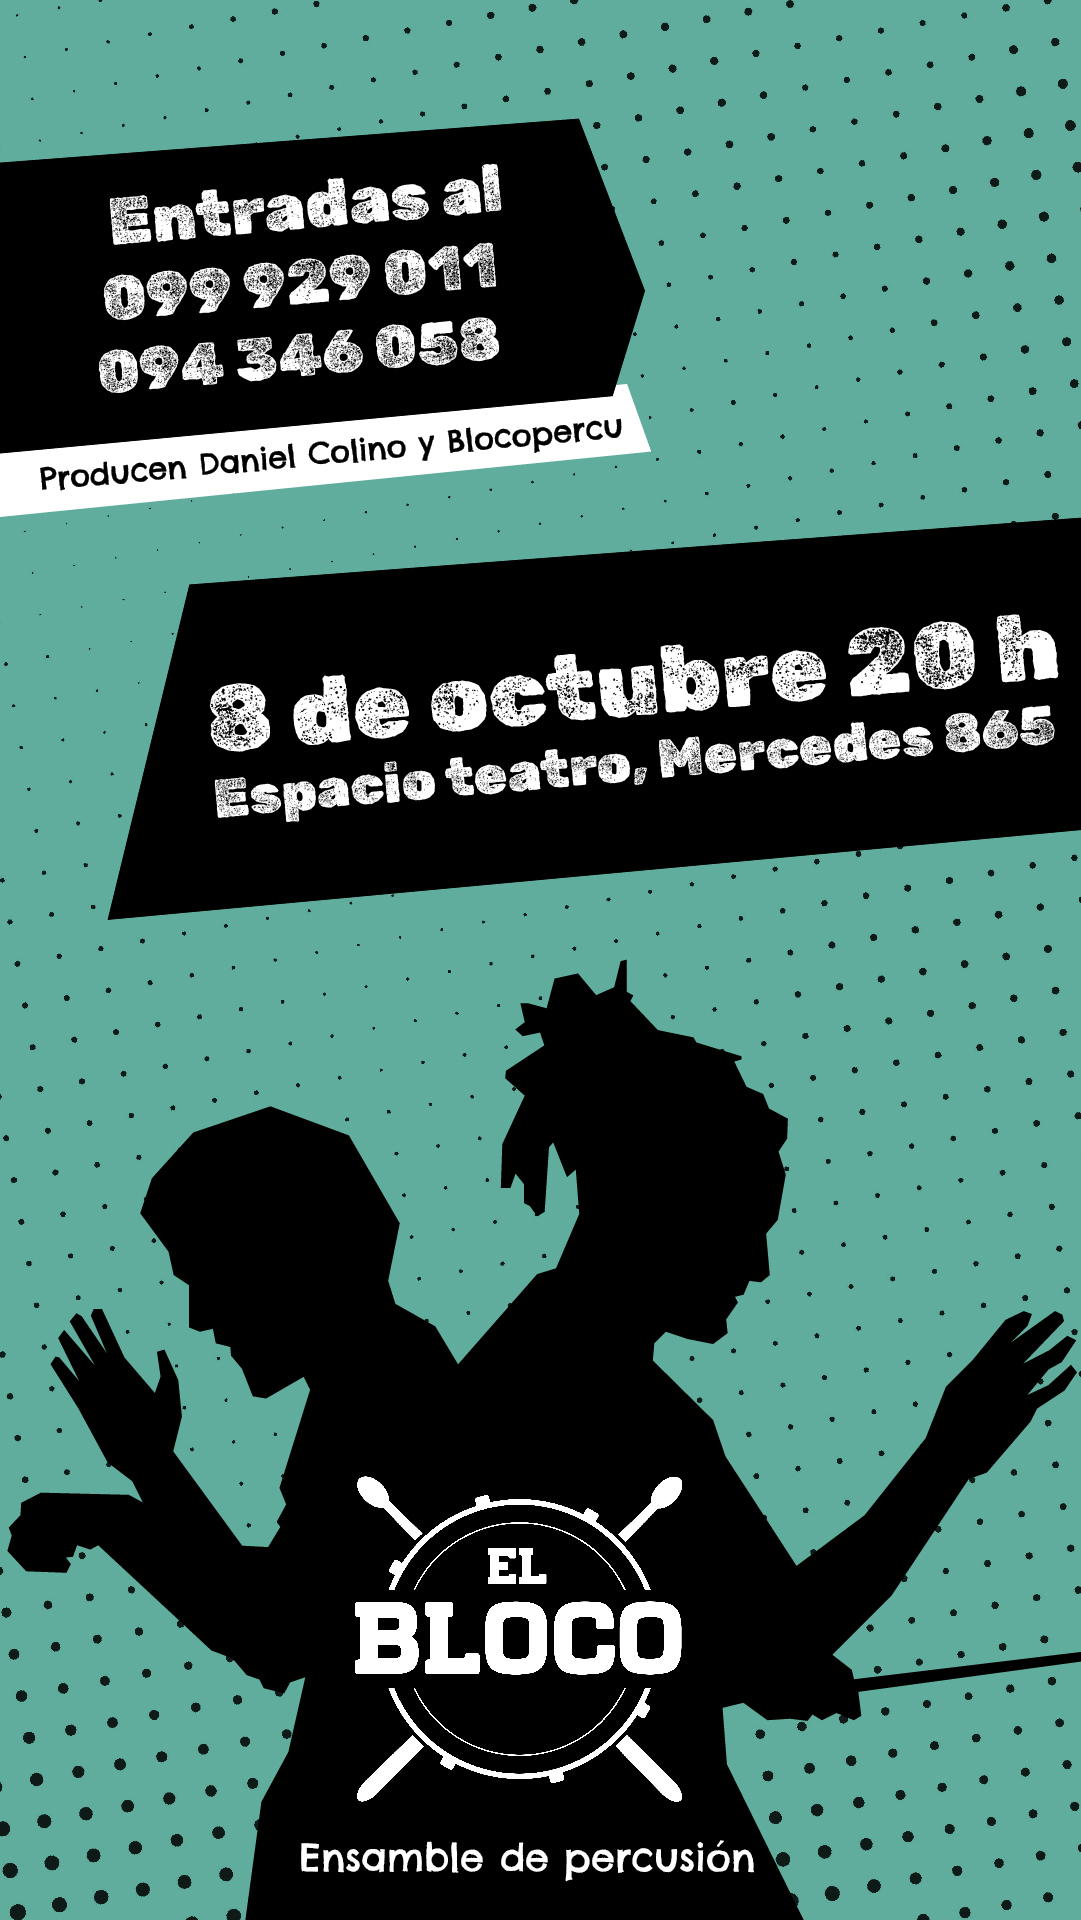 Entradas al
099 929 011
094 346 058
Producen Daniel Colino y Blocopercu
8 de octubre 20 h
Espacio teatro, Mercedes 865
EL
BLOCO
Ensamble de percusión